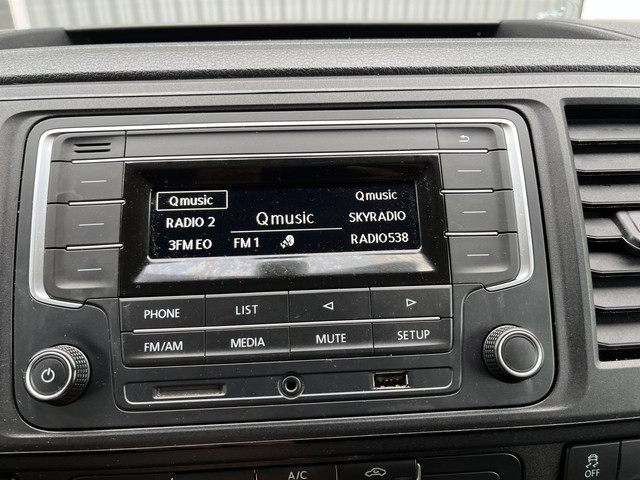 Qmusic
Qmusic
RADIO 2
Qmusic
SKYRADIO
3FM EO
FM 1
RADIO538
PHONE
LIST
FM/AM
MEDIA
MUTE
SETUP
A/C
OFF